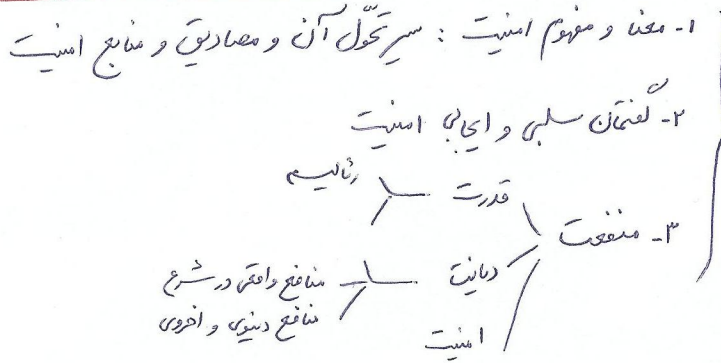 ۱- معنا و مفهوم امنیت : سیر تحوّل آن و مصادیق و منابع امنیت
۲- گفتمان سلبی و ایجابی امنیت
۳- منفعت
قدرت
رئالیسم
دیانت
منافع واقعی در شرع
منافع دنیوی و اخروی
امنیت